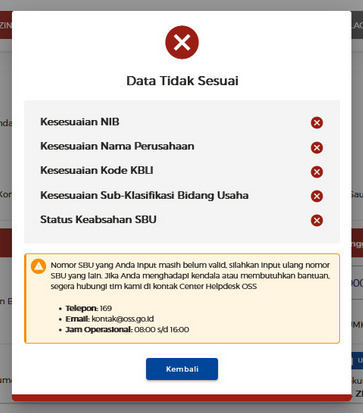 Data Tidak Sesuai
Kesesuaian NIB
Kesesuaian Nama Perusahaan
Kesesuaian Kode KBLI
Kesesuaian Sub-Klasifikasi Bidang Usaha
Status Keabsahan SBU
Nomor SBU yang Anda input masih belum valid, silahkan input ulang nomor
SBU yang lain. Jika Anda menghadapi kendala atau membutuhkan bantuan,
segera hubungi tim kami di kontak Center Helpdesk OSS
• Telepon: 169
• Email: kontak@oss.go.id
• Jam Operasional: 08:00 s/d 16:00
Kembali